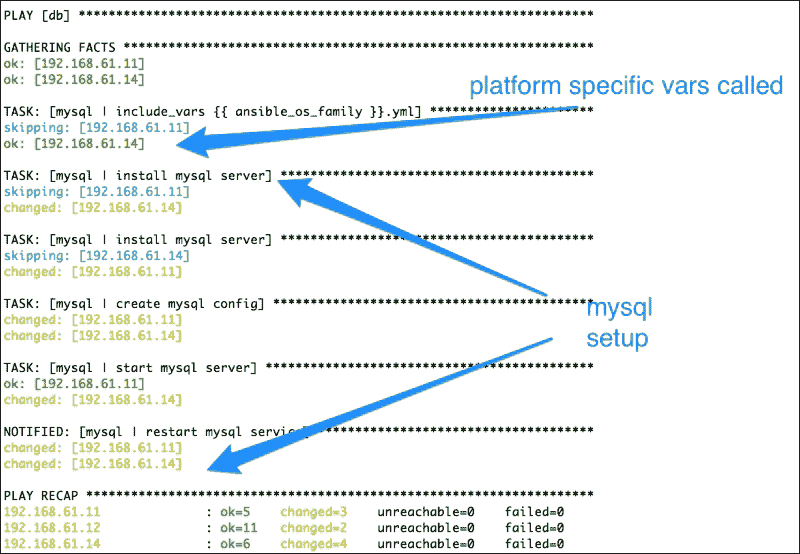 PLAY [db] ****************************************************************
GATHERING FACTS **********************************************************
ok: [192.168.61.11]
ok: [192.168.61.14]
platform specific vars called
TASK: [mysql | include_vars {{ ansible_os_family }}.yml] *********************
skipping: [192.168.61.11]
ok: [192.168.61.14]
TASK: [mysql | install mysql server] ***************************************
skipping: [192.168.61.11]
changed: [192.168.61.14]
TASK: [mysql | install mysql server] ***************************************
skipping: [192.168.61.14]
changed: [192.168.61.11]
TASK: [mysql | create mysql config] ****************************************
changed: [192.168.61.11]
changed: [192.168.61.14]
mysql
setup
TASK: [mysql | start mysql server] *****************************************
ok: [192.168.61.11]
changed: [192.168.61.14]
NOTIFIED: [mysql | restart mysql service] ***********************************
changed: [192.168.61.11]
changed: [192.168.61.14]
PLAY RECAP ***************************************************************
192.168.61.11 : ok=5 changed=3 unreachable=0 failed=0
192.168.61.12 : ok=11 changed=2 unreachable=0 failed=0
192.168.61.14 : ok=6 changed=4 unreachable=0 failed=0